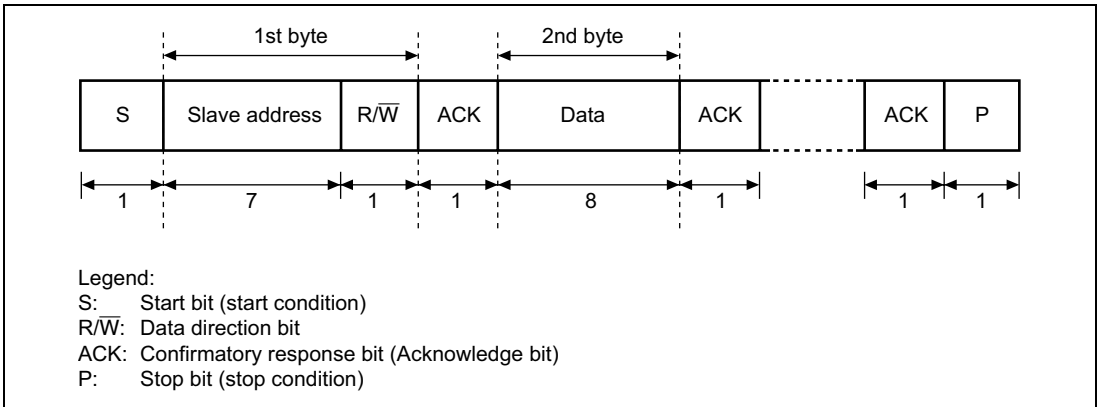 1st byte 2nd byte
S Slave address R/W̅ ACK Data ACK ACK P
1 7 1 1 8 1 1 1
Legend:
S: Start bit (start condition)
R/W̅: Data direction bit
ACK: Confirmatory response bit (Acknowledge bit)
P: Stop bit (stop condition)